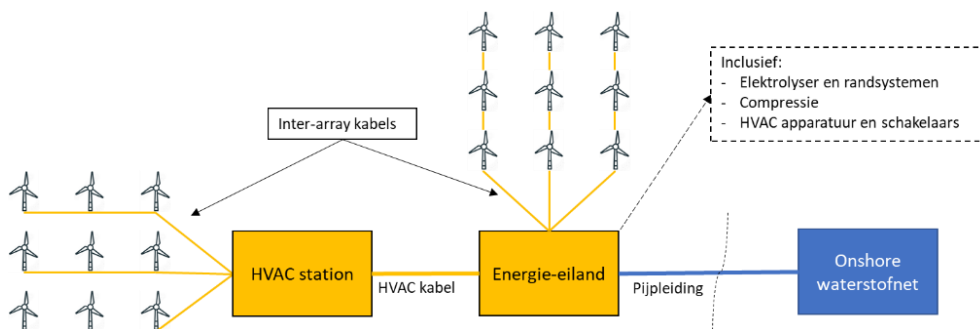 Inclusief:
- Elektrolyser en randsystemen
- Compressie
- HVAC apparatuur en schakelaars
Inter-array kabels
HVAC station
HVAC kabel
Energie-eiland
Pijpleiding
Onshore
waterstofnet